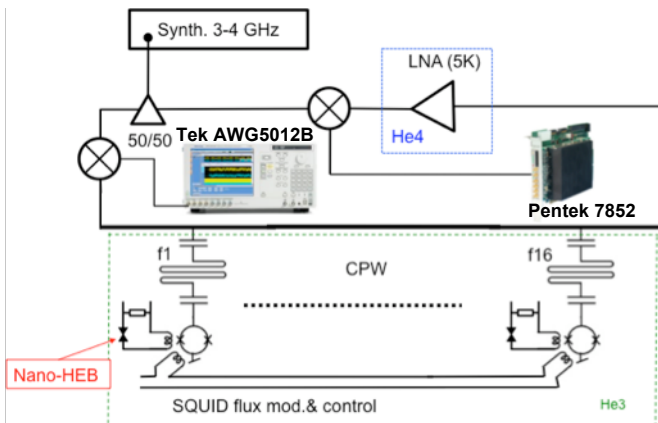 Synth. 3-4 GHz
LNA (5K)
50/50
Tek AWG5012B
He4
Pentek 7852
f1
CPW
f16
Nano-HEB
SQUID flux mod.& control
He3